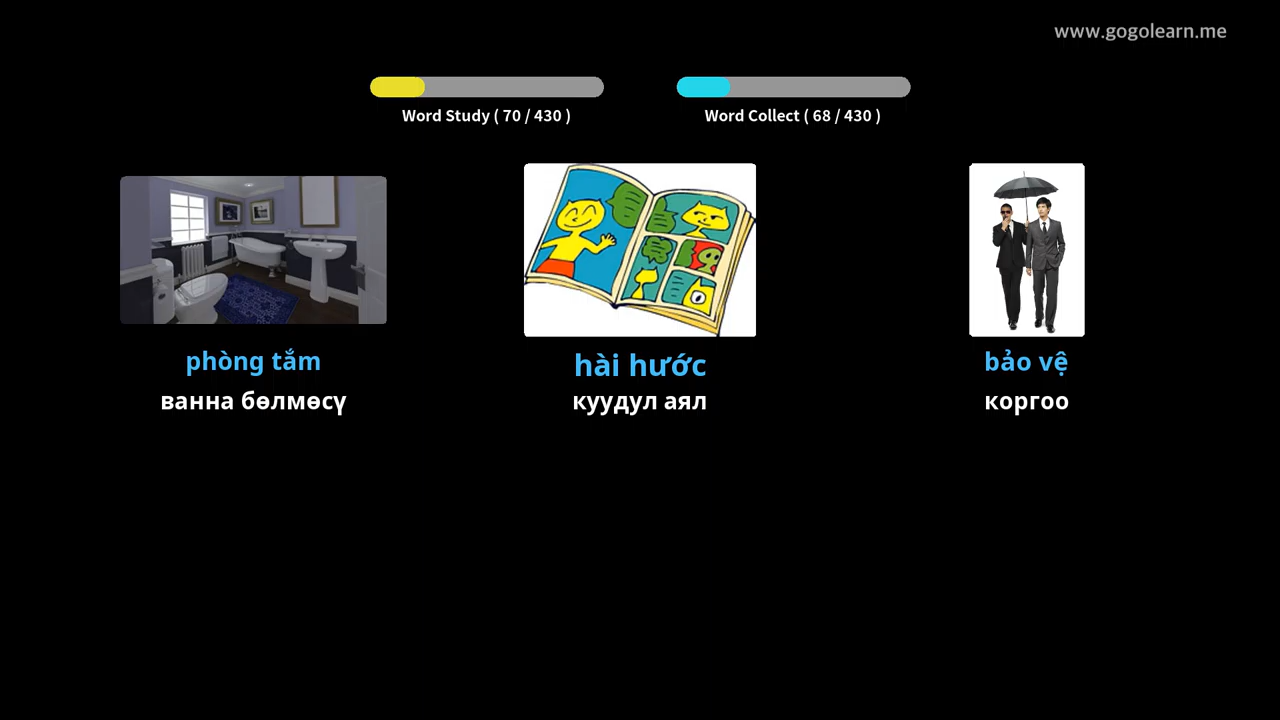 www.gogolearn.me
Word Study ( 70 / 430 )
Word Collect ( 68 / 430 )
phòng tắm
ванна бөлмөсү
hài hước
куудул аял
bảo vệ
коргоо